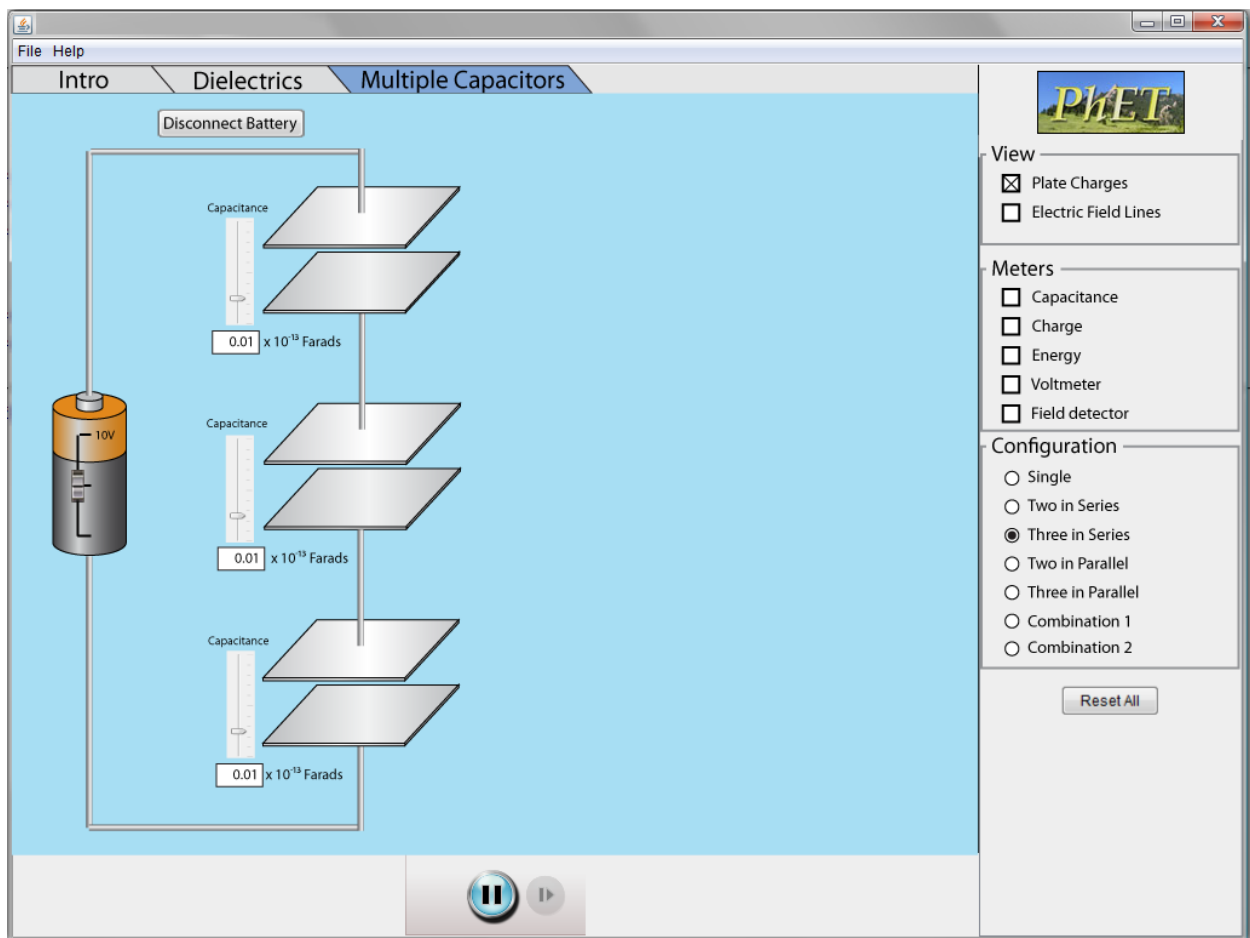 File Help
Intro Dielectrics Multiple Capacitors
Disconnect Battery
Capacitance
0.01 x 10⁻¹³ Farads
Capacitance
0.01 x 10⁻¹³ Farads
Capacitance
0.01 x 10⁻¹³ Farads
10V
PhET
View
Plate Charges
Electric Field Lines
Meters
Capacitance
Charge
Energy
Voltmeter
Field detector
Configuration
Single
Two in Series
Three in Series
Two in Parallel
Three in Parallel
Combination 1
Combination 2
Reset All